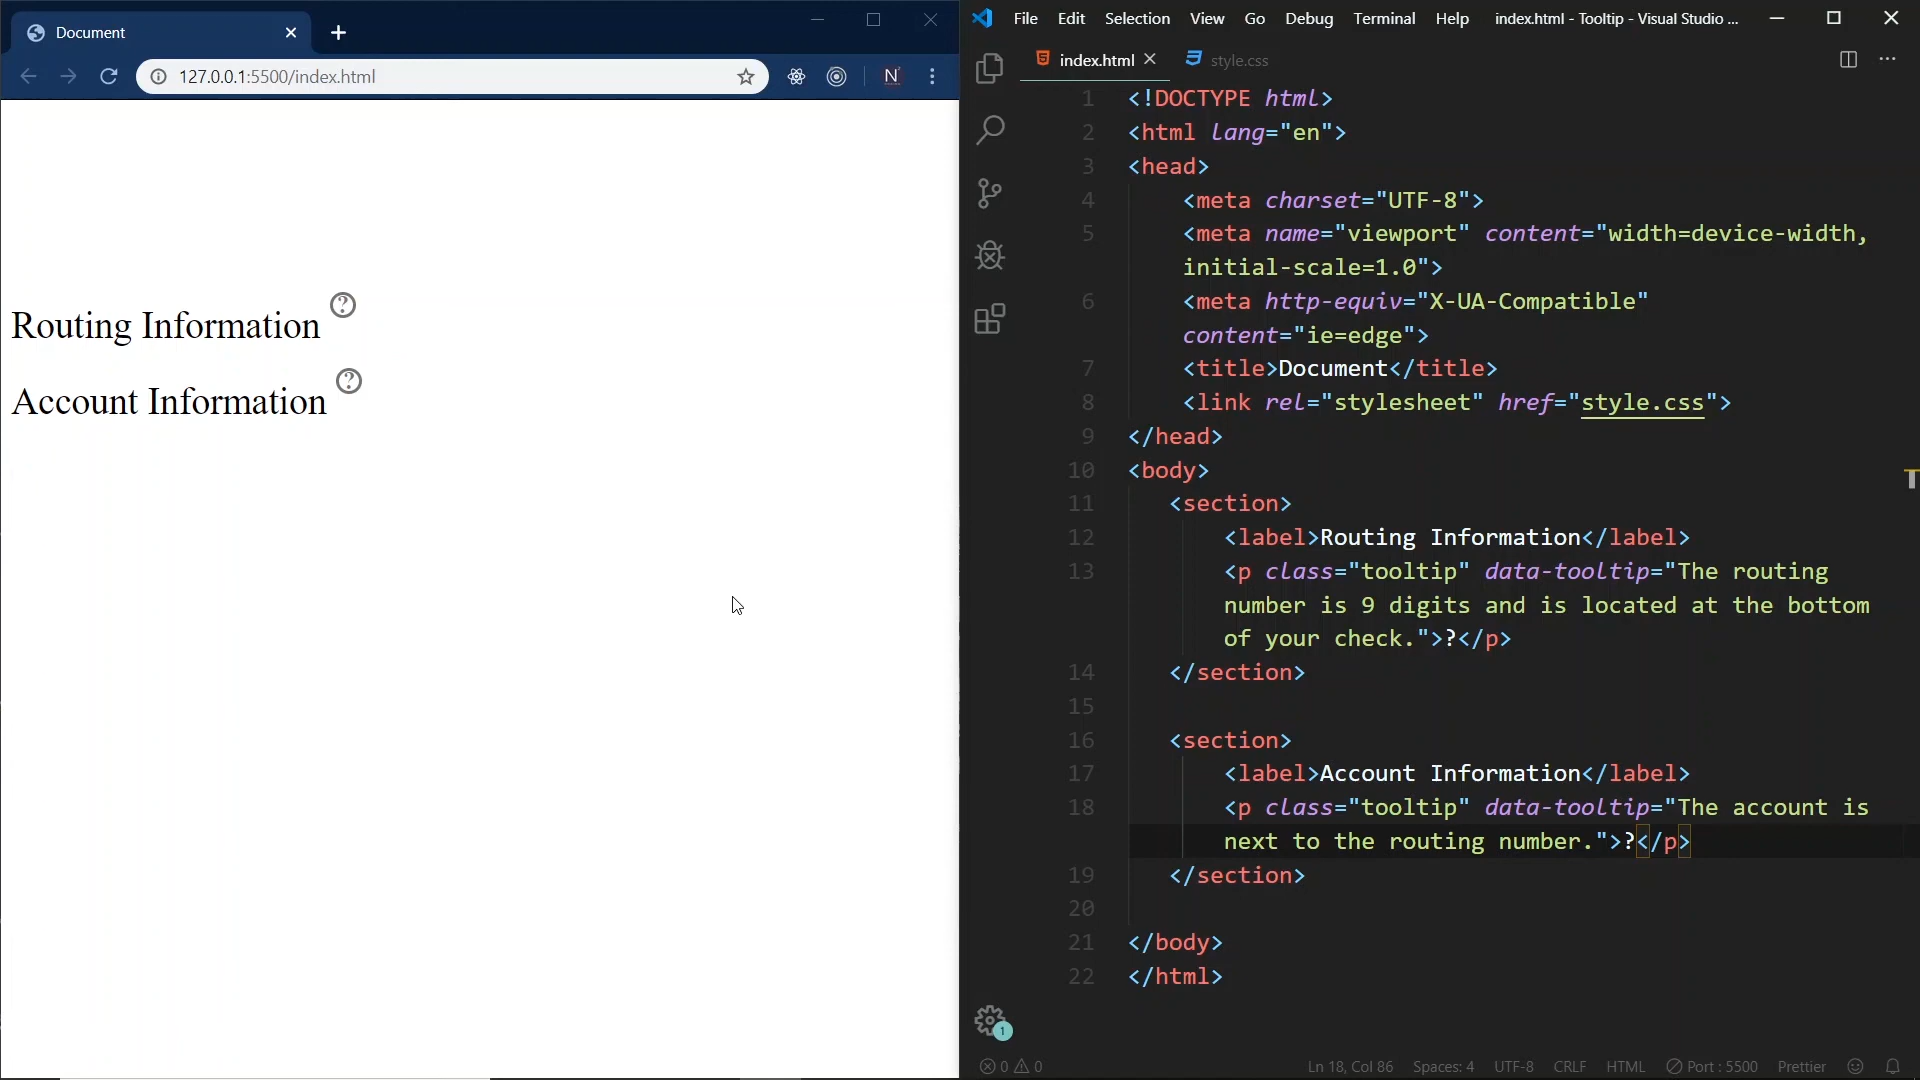 Document
127.0.0.1:5500/index.html
N
Routing Information ?
Account Information ?
File Edit Selection View Go Debug Terminal Help index.html - Tooltip - Visual Studio ...
index.html style.css
1 <!DOCTYPE html>
2 <html lang="en">
3 <head>
4 <meta charset="UTF-8">
5 <meta name="viewport" content="width=device-width,
initial-scale=1.0">
6 <meta http-equiv="X-UA-Compatible"
content="ie=edge">
7 <title>Document</title>
8 <link rel="stylesheet" href="style.css">
9 </head>
10 <body>
11 <section>
12 <label>Routing Information</label>
13 <p class="tooltip" data-tooltip="The routing
number is 9 digits and is located at the bottom
of your check.">?</p>
14 </section>
15
16 <section>
17 <label>Account Information</label>
18 <p class="tooltip" data-tooltip="The account is
next to the routing number.">?</p>
19 </section>
20
21 </body>
22 </html>
1
0 0 Ln 18, Col 86 Spaces: 4 UTF-8 CRLF HTML Port : 5500 Prettier